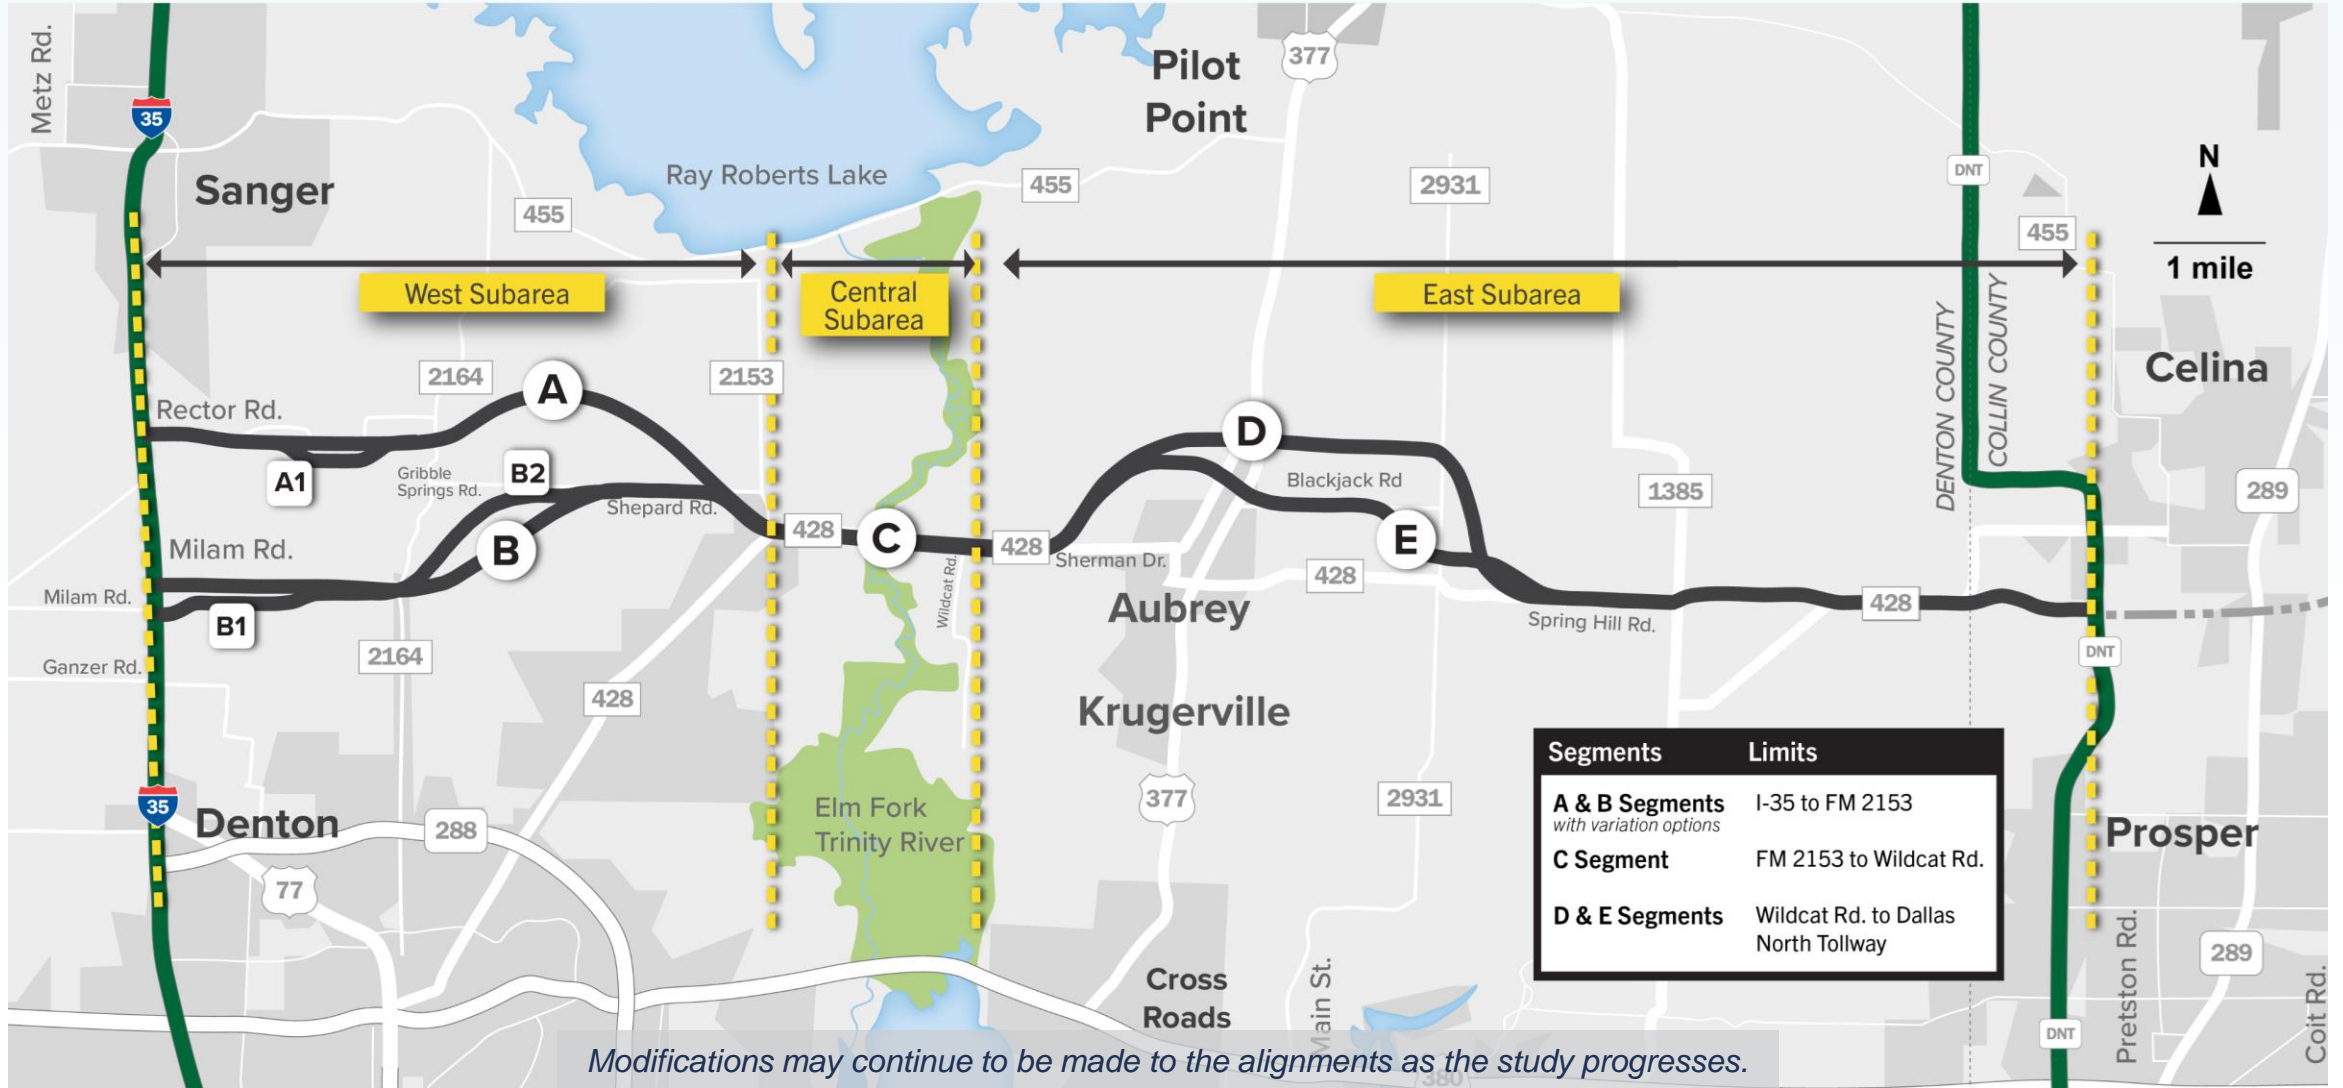 Metz Rd.
35
Sanger
455
Ray Roberts Lake
Pilot
Point
377
455
2931
DNT
N
1 mile
455
West Subarea
Central
Subarea
East Subarea
DENTON COUNTY
COLLIN COUNTY
Celina
2164
A
2153
Rector Rd.
A1
Gribble
Springs Rd.
B2
Shepard Rd.
B
Milam Rd.
Milam Rd.
B1
Ganzer Rd.
2164
428
428
C
428
Wildcat Rd.
Sherman Dr.
D
Blackjack Rd
E
428
1385
289
Aubrey
Spring Hill Rd.
428
DNT
Krugerville
377
2931
35
Denton
288
77
Elm Fork
Trinity River
Segments Limits
A & B Segments I-35 to FM 2153
with variation options
C Segment FM 2153 to Wildcat Rd.
D & E Segments Wildcat Rd. to Dallas
North Tollway
Prosper
Pretston Rd.
289
Coit Rd.
Cross
Roads
Main St.
DNT
380
Modifications may continue to be made to the alignments as the study progresses.